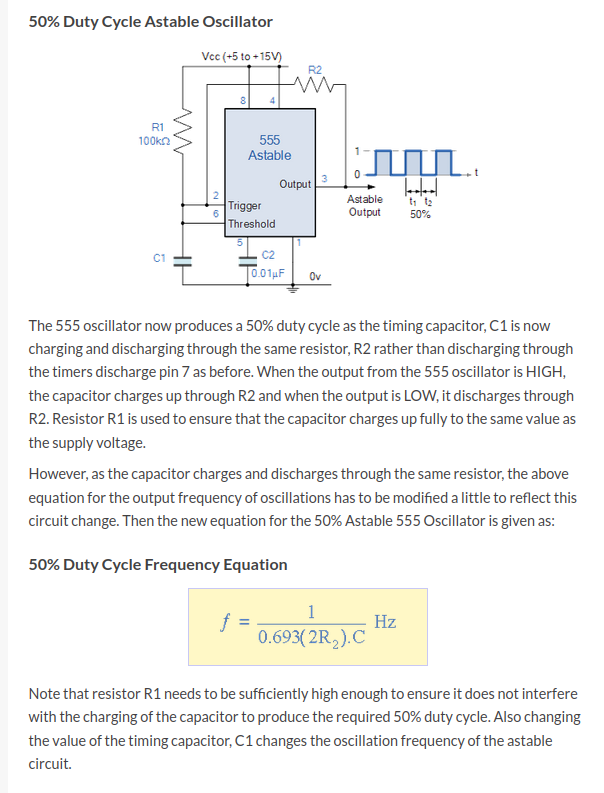 50% Duty Cycle Astable Oscillator
Vcc (+5 to +15V)
R2
8 4
R1
100kΩ
555
Astable
1
0
t
Output 3
2
Trigger
6
Threshold
Astable
Output
t₁ t₂
50%
5 1
C1
C2
0.01µF
0v
The 555 oscillator now produces a 50% duty cycle as the timing capacitor, C1 is now
charging and discharging through the same resistor, R2 rather than discharging through
the timers discharge pin 7 as before. When the output from the 555 oscillator is HIGH,
the capacitor charges up through R2 and when the output is LOW, it discharges through
R2. Resistor R1 is used to ensure that the capacitor charges up fully to the same value as
the supply voltage.
However, as the capacitor charges and discharges through the same resistor, the above
equation for the output frequency of oscillations has to be modified a little to reflect this
circuit change. Then the new equation for the 50% Astable 555 Oscillator is given as:
50% Duty Cycle Frequency Equation
f = 1 / 0.693(2R₂).C Hz
Note that resistor R1 needs to be sufficiently high enough to ensure it does not interfere
with the charging of the capacitor to produce the required 50% duty cycle. Also changing
the value of the timing capacitor, C1 changes the oscillation frequency of the astable
circuit.